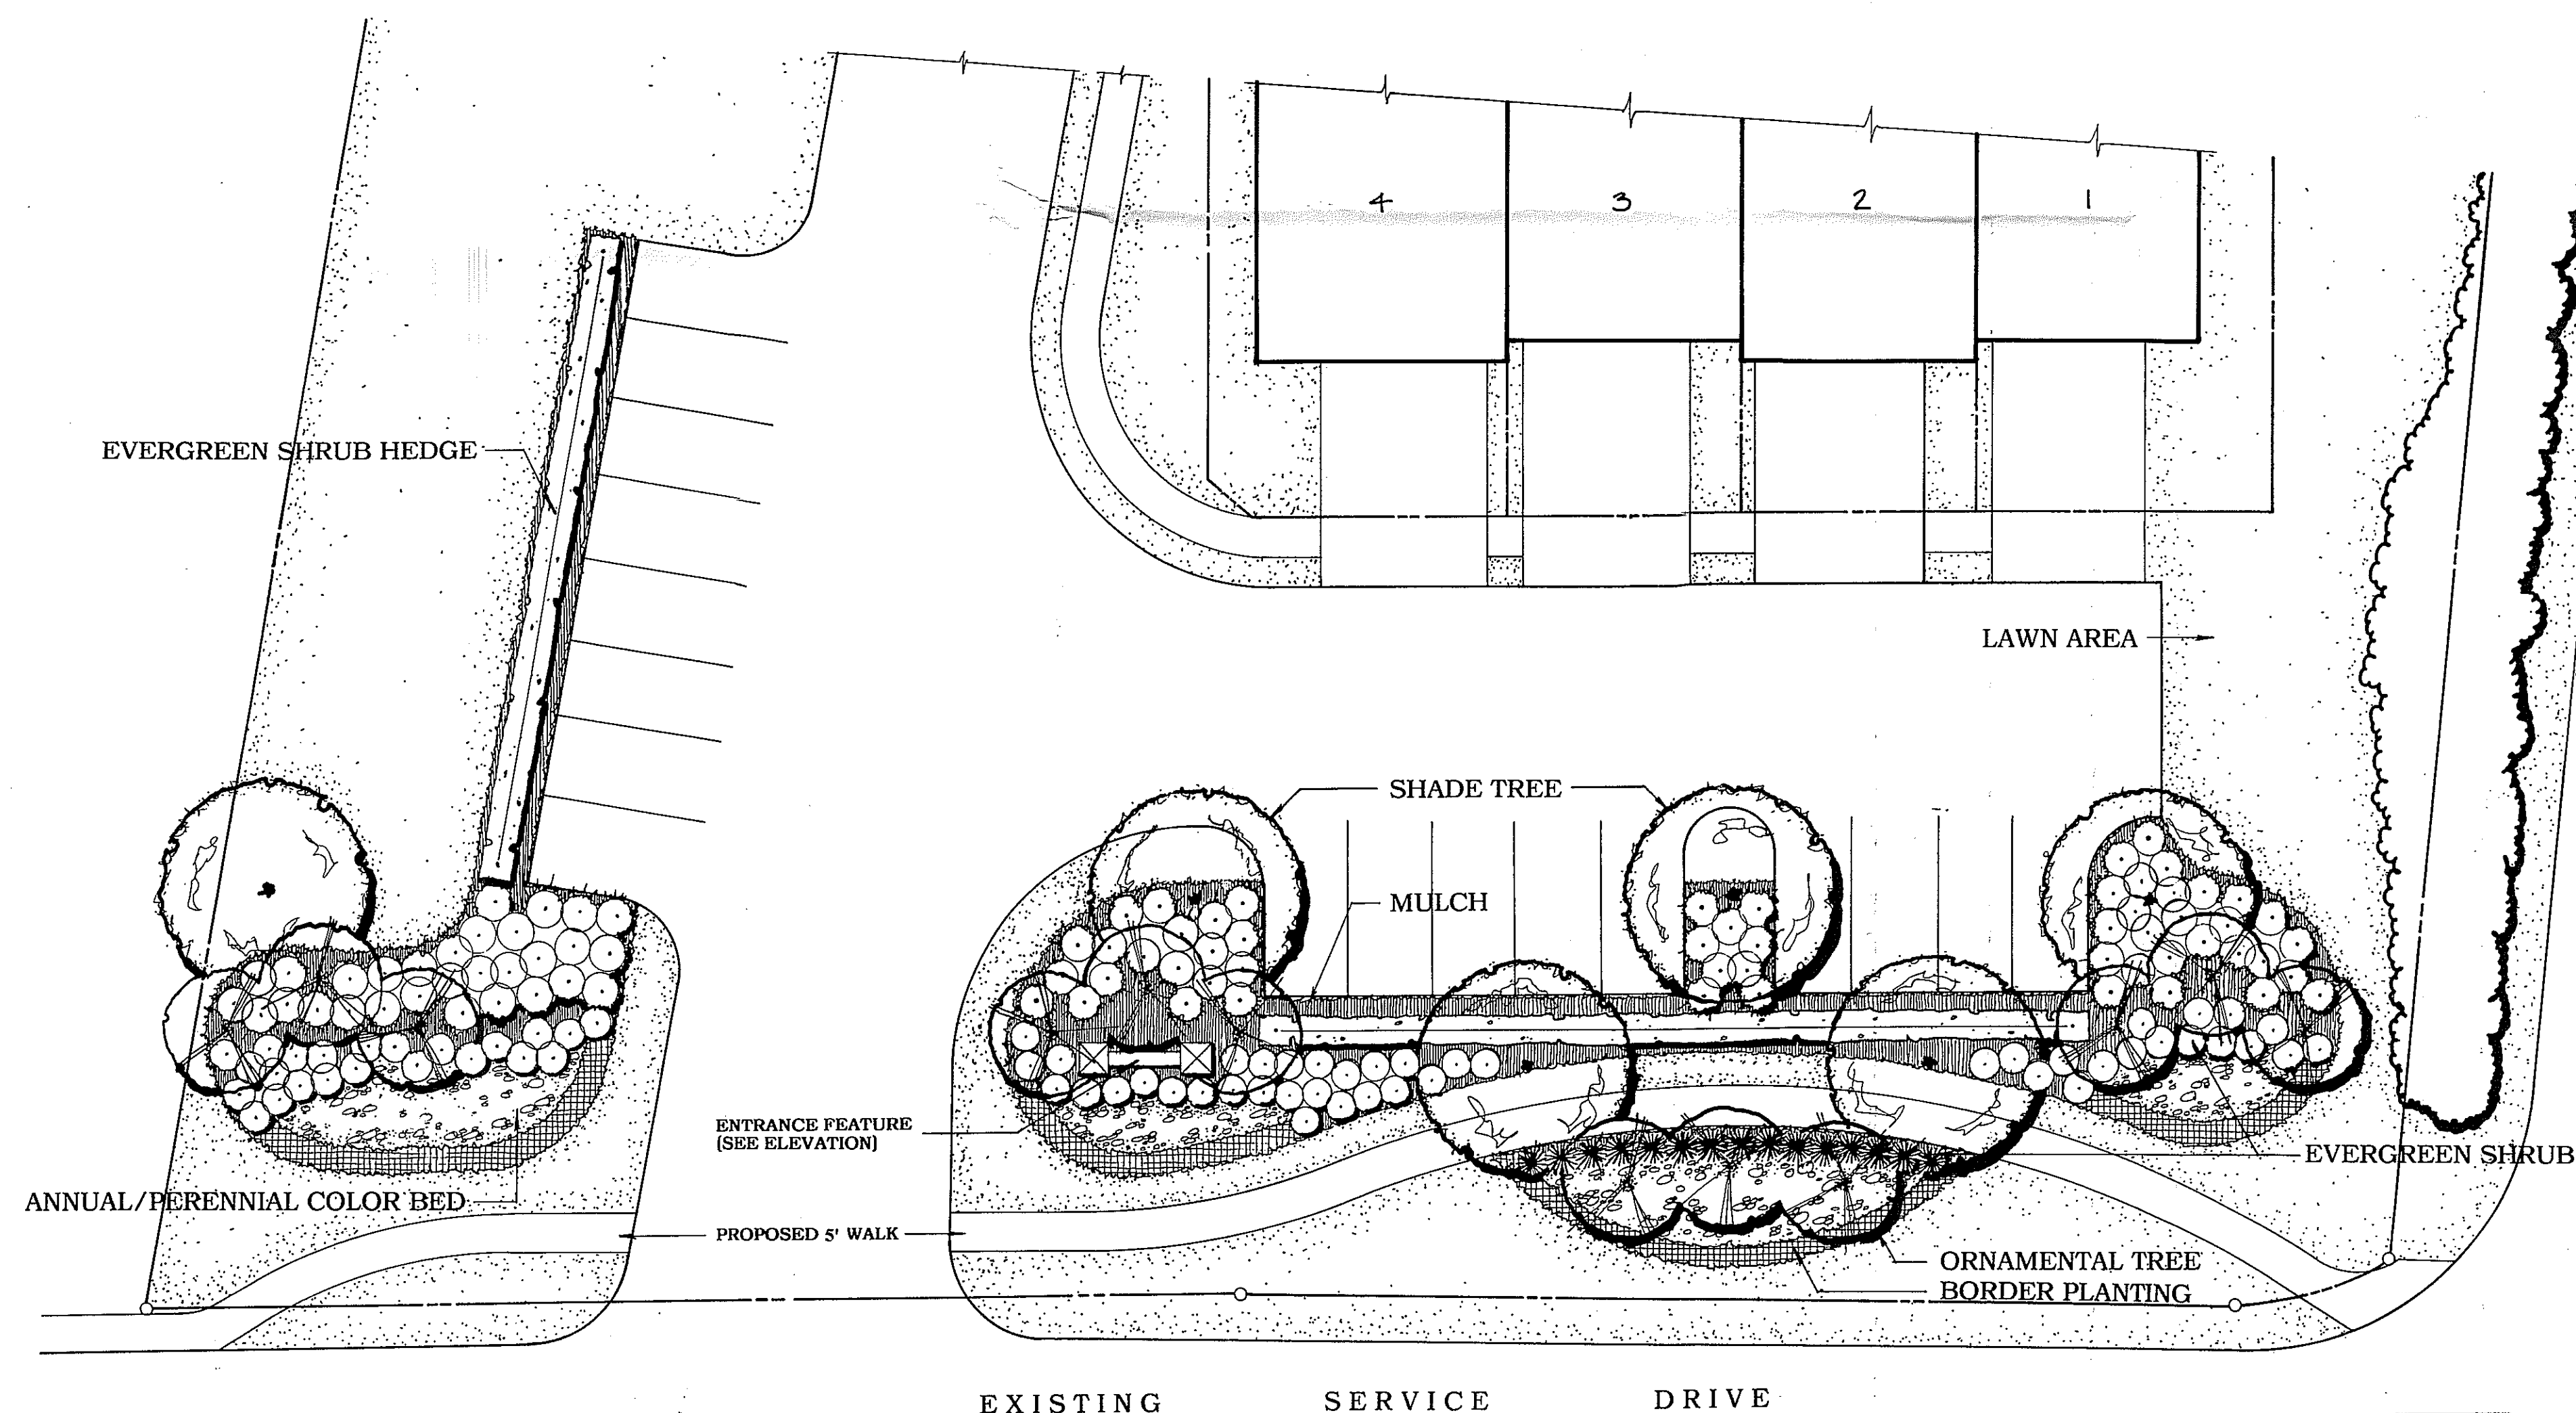 4
3
2
1
EVERGREEN SHRUB HEDGE
LAWN AREA
SHADE TREE
MULCH
ENTRANCE FEATURE
(SEE ELEVATION)
EVERGREEN SHRUB
ANNUAL/PERENNIAL COLOR BED
PROPOSED 5' WALK
ORNAMENTAL TREE
BORDER PLANTING
EXISTING SERVICE DRIVE